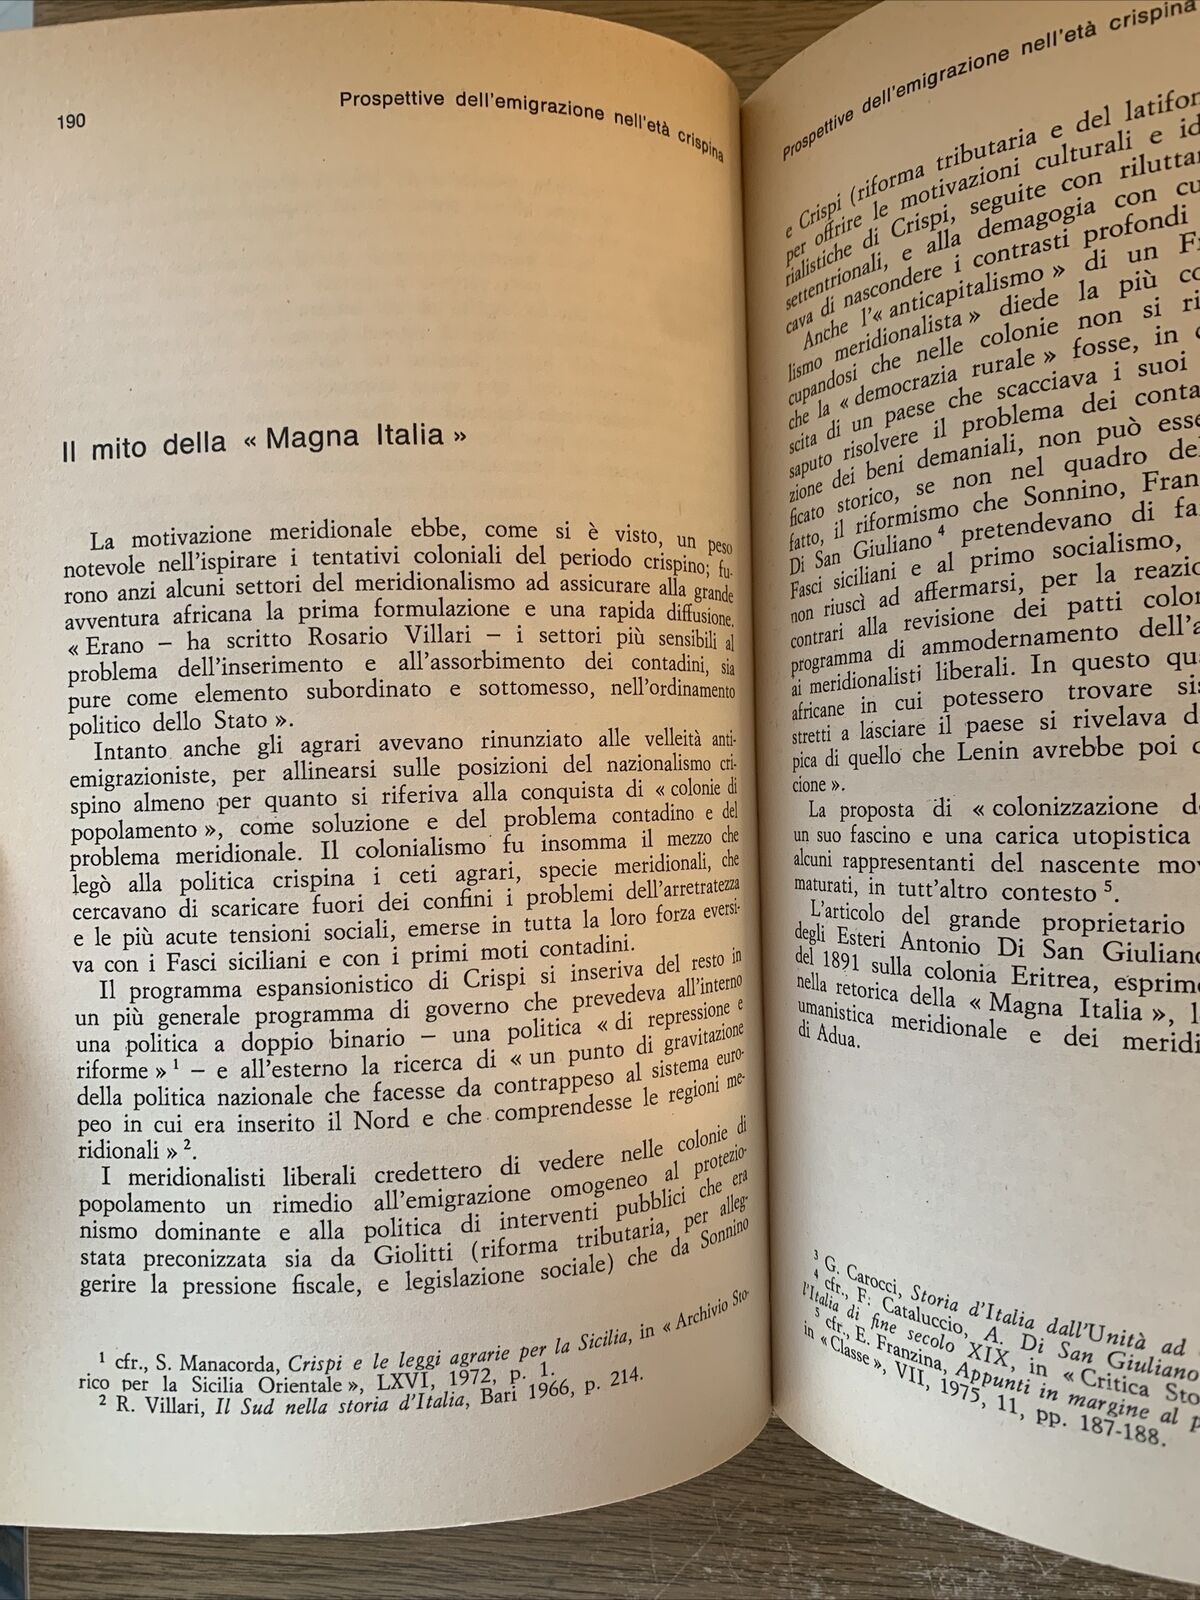 190
Prospettive dell'emigrazione nell'età crispina
Il mito della « Magna Italia »
La motivazione meridionale ebbe, come si è visto, un peso
notevole nell'ispirare i tentativi coloniali del periodo crispino; fu-
rono anzi alcuni settori del meridionalismo ad assicurare alla grande
avventura africana la prima formulazione e una rapida diffusione.
« Erano – ha scritto Rosario Villari – i settori più sensibili al
problema dell'inserimento e all'assorbimento dei contadini, sia
pure come elemento subordinato e sottomesso, nell'ordinamento
politico dello Stato ».
Intanto anche gli agrari avevano rinunziato alle velleità anti-
emigrazioniste, per allinearsi sulle posizioni del nazionalismo cri-
spino almeno per quanto si riferiva alla conquista di « colonie di
popolamento », come soluzione e del problema contadino e del
problema meridionale. Il colonialismo fu insomma il mezzo che
legò alla politica crispina i ceti agrari, specie meridionali, che
cercavano di scaricare fuori dei confini i problemi dell'arretratezza
e le più acute tensioni sociali, emerse in tutta la loro forza eversi-
va con i Fasci siciliani e con i primi moti contadini.
Il programma espansionistico di Crispi si inseriva del resto in
un più generale programma di governo che prevedeva all'interno
una politica a doppio binario – una politica « di repressione e
riforme » 1 – e all'esterno la ricerca di « un punto di gravitazione
della politica nazionale che facesse da contrappeso al sistema euro-
peo in cui era inserito il Nord e che comprendesse le regioni me-
ridionali » 2.
I meridionalisti liberali credettero di vedere nelle colonie di
popolamento un rimedio all'emigrazione omogeneo al protezio-
nismo dominante e alla politica di interventi pubblici che era
stata preconizzata sia da Giolitti (riforma tributaria, per alleg-
gerire la pressione fiscale, e legislazione sociale) che da Sonnino
1 cfr., S. Manacorda, Crispi e le leggi agrarie per la Sicilia, in « Archivio Sto-
rico per la Sicilia Orientale », LXVI, 1972, p. 1.
2 R. Villari, Il Sud nella storia d'Italia, Bari 1966, p. 214.
Prospettive dell'emigrazione nell'età crispina
e Crispi (riforma tributaria e del latifon
per offrire le motivazioni culturali e id
rialistiche di Crispi, seguite con riluttan
settentrionali, e alla demagogia con cu
cava di nascondere i contrasti profondi
Anche l'« anticapitalismo » di un Fr
lismo meridionalista » diede la più co
cupandosi che nelle colonie non si ri
che la « democrazia rurale » fosse, in
scita di un paese che scacciava i suoi
saputo risolvere il problema dei conta
zione dei beni demaniali, non può esse
ficato storico, se non nel quadro de
fatto, il riformismo che Sonnino, Fran
Di San Giuliano 4 pretendevano di fa
Fasci siciliani e al primo socialismo,
non riuscì ad affermarsi, per la reazio
contrari alla revisione dei patti color
programma di ammodernamento dell'a
ai meridionalisti liberali. In questo qua
africane in cui potessero trovare sis
stretti a lasciare il paese si rivelava d
pica di quello che Lenin avrebbe poi
cione ».
La proposta di « colonizzazione d
un suo fascino e una carica utopistica
alcuni rappresentanti del nascente mov
maturati, in tutt'altro contesto 5.
L'articolo del grande proprietario
degli Esteri Antonio Di San Giuliano
del 1891 sulla colonia Eritrea, esprime
nella retorica della « Magna Italia », l
umanistica meridionale e dei meridi
di Adua.
3 G. Carocci, Storia d'Italia dall'Unità ad
4 cfr., F. Cataluccio, A. Di San Giuliano
l'Italia di fine secolo XIX, in « Critica Sto
5 cfr., E. Franzina, Appunti in margine al p
in « Classe », VII, 1975, 11, pp. 187-188.